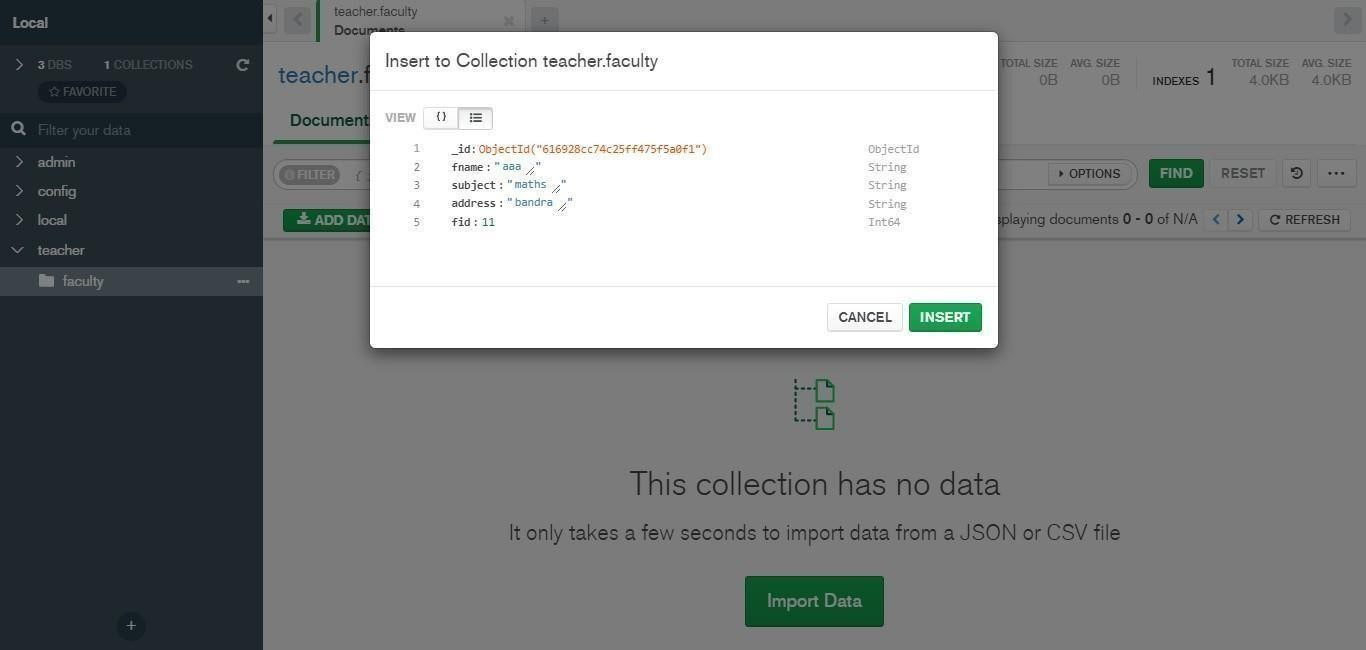 Local
3 DBS 1 COLLECTIONS
FAVORITE
Filter your data
admin
config
local
teacher
faculty
teacher.faculty
Documents
teacher.f
TOTAL SIZE 0B AVG. SIZE 0B INDEXES 1 TOTAL SIZE 4.0KB AVG. SIZE 4.0KB
Document
FILTER { OPTIONS FIND RESET
ADD DAT
splaying documents 0 - 0 of N/A REFRESH
Insert to Collection teacher.faculty
VIEW {}
1 _id: ObjectId("616928cc74c25ff475f5a0f1") ObjectId
2 fname: "aaa" String
3 subject: "maths" String
4 address: "bandra" String
5 fid: 11 Int64
CANCEL INSERT
This collection has no data
It only takes a few seconds to import data from a JSON or CSV file
Import Data